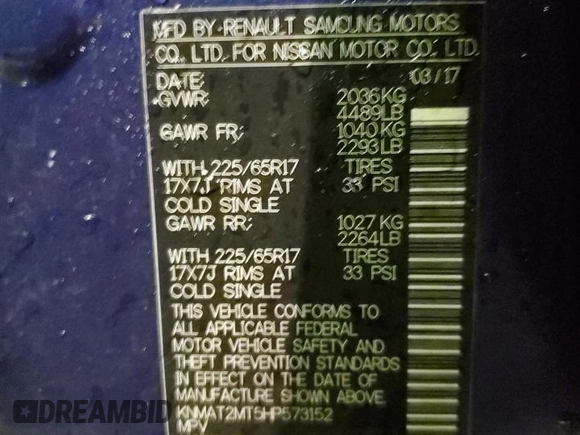 MFD BY RENAULT SAMSUNG MOTORS
CO., LTD. FOR NISSAN MOTOR CO., LTD.
DATE: 03/17
GVWR: 2036KG
4489LB
GAWR FR: 1040KG
2293LB
WITH 225/65R17 TIRES
17X7J RIMS AT 33 PSI
COLD SINGLE
GAWR RR: 1027 KG
2264LB
WITH 225/65R17 TIRES
17X7J RIMS AT 33 PSI
COLD SINGLE
THIS VEHICLE CONFORMS TO
ALL APPLICABLE FEDERAL
MOTOR VEHICLE SAFETY AND
THEFT PREVENTION STANDARDS
IN EFFECT ON THE DATE OF
MANUFACTURE SHOWN ABOVE.
KNMAT2MT5HP573152
MPV
DREAMBID